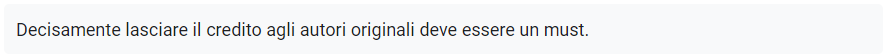 Decisamente lasciare il credito agli autori originali deve essere un must.